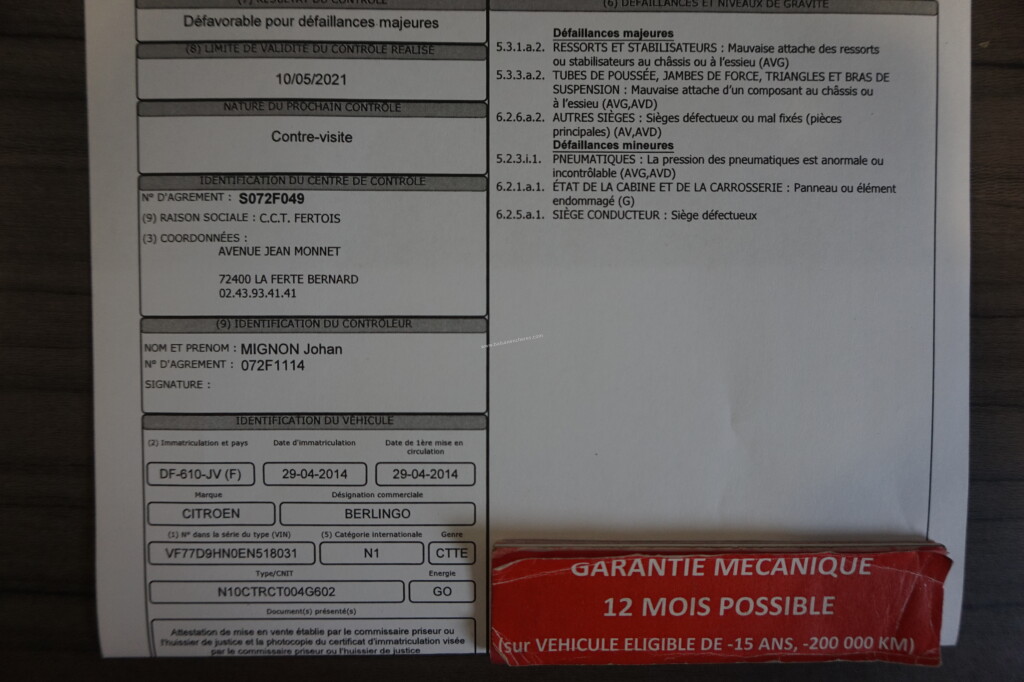 (7) RÉSULTAT DU CONTRÔLE
Défavorable pour défaillances majeures
(8) LIMITE DE VALIDITÉ DU CONTRÔLE RÉALISÉ
10/05/2021
NATURE DU PROCHAIN CONTRÔLE
Contre-visite
IDENTIFICATION DU CENTRE DE CONTRÔLE
N° D'AGREMENT : S072F049
(9) RAISON SOCIALE : C.C.T. FERTOIS
(3) COORDONNÉES :
AVENUE JEAN MONNET
72400 LA FERTE BERNARD
02.43.93.41.41
(9) IDENTIFICATION DU CONTRÔLEUR
NOM ET PRENOM : MIGNON Johan
N° D'AGREMENT : 072F1114
SIGNATURE :
IDENTIFICATION DU VÉHICULE
(2) Immatriculation et pays
Date d'immatriculation
Date de 1ère mise en
circulation
DF-610-JV (F)
29-04-2014
29-04-2014
Marque
Désignation commerciale
CITROEN
BERLINGO
(1) N° dans la série du type (VIN)
(5) Catégorie internationale
Genre
VF77D9HN0EN518031
N1
CTTE
Type/CNIT
Energie
N10CTRCT004G602
GO
Document(s) présenté(s)
Attestation de mise en vente établie par le commissaire priseur ou
l'huissier de justice et la photocopie du certificat d'immatriculation visée
par le commissaire priseur ou l'huissier de justice
(6) DÉFAILLANCES ET NIVEAUX DE GRAVITÉ
Défaillances majeures
5.3.1.a.2. RESSORTS ET STABILISATEURS : Mauvaise attache des ressorts
ou stabilisateurs au châssis ou à l'essieu (AVG)
5.3.3.a.2. TUBES DE POUSSÉE, JAMBES DE FORCE, TRIANGLES ET BRAS DE
SUSPENSION : Mauvaise attache d'un composant au châssis ou
à l'essieu (AVG,AVD)
6.2.6.a.2. AUTRES SIÈGES : Sièges défectueux ou mal fixés (pièces
principales) (AV,AVD)
Défaillances mineures
5.2.3.i.1. PNEUMATIQUES : La pression des pneumatiques est anormale ou
incontrôlable (AVG,AVD)
6.2.1.a.1. ÉTAT DE LA CABINE ET DE LA CARROSSERIE : Panneau ou élément
endommagé (G)
6.2.5.a.1. SIÈGE CONDUCTEUR : Siège défectueux
GARANTIE MECANIQUE
12 MOIS POSSIBLE
(sur VEHICULE ELIGIBLE DE -15 ANS, -200 000 KM)